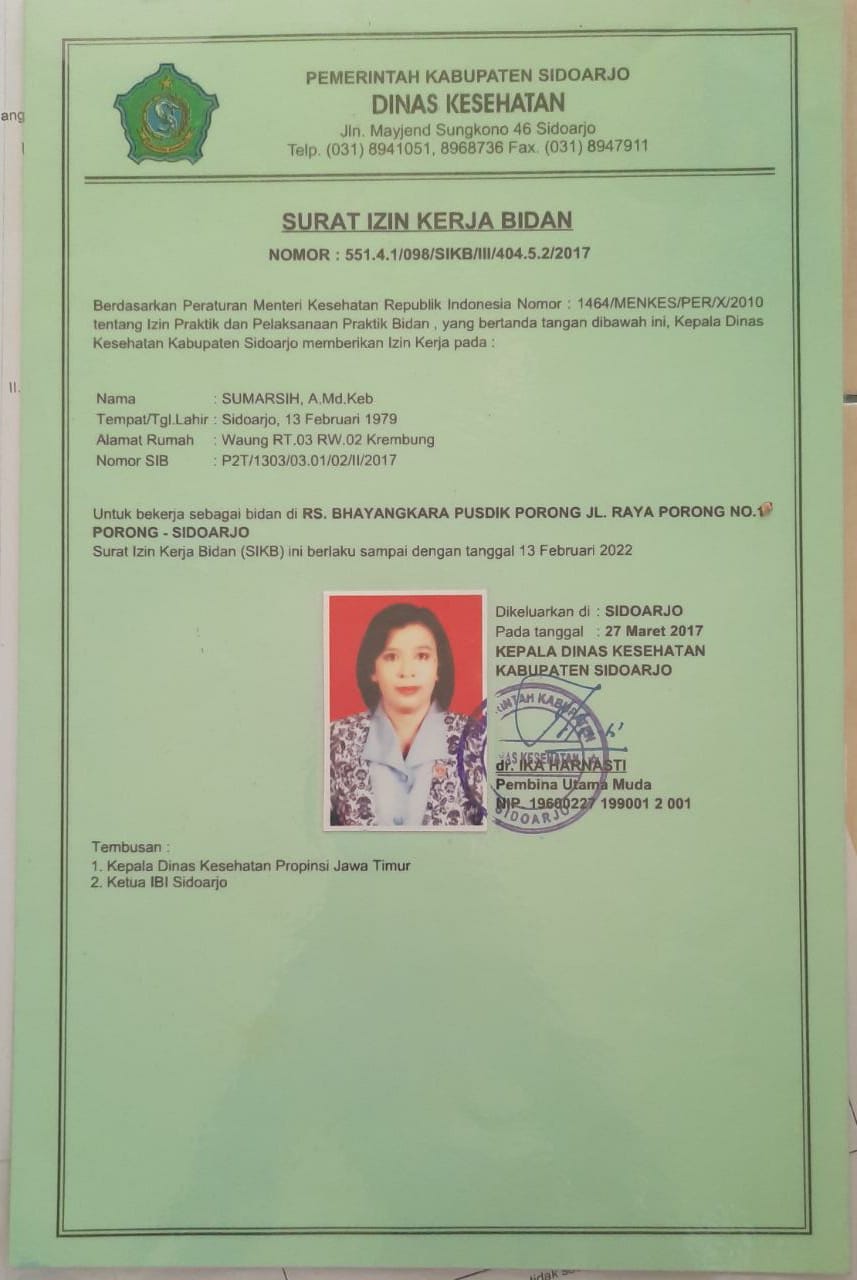 PEMERINTAH KABUPATEN SIDOARJO
DINAS KESEHATAN
Jln. Mayjend Sungkono 46 Sidoarjo
Telp. (031) 8941051, 8968736 Fax. (031) 8947911
SURAT IZIN KERJA BIDAN
NOMOR : 551.4.1/098/SIKB/III/404.5.2/2017
Berdasarkan Peraturan Menteri Kesehatan Republik Indonesia Nomor : 1464/MENKES/PER/X/2010
tentang Izin Praktik dan Pelaksanaan Praktik Bidan , yang bertanda tangan dibawah ini, Kepala Dinas
Kesehatan Kabupaten Sidoarjo memberikan Izin Kerja pada :
Nama : SUMARSIH, A.Md.Keb
Tempat/Tgl.Lahir : Sidoarjo, 13 Februari 1979
Alamat Rumah : Waung RT.03 RW.02 Krembung
Nomor SIB : P2T/1303/03.01/02/II/2017
Untuk bekerja sebagai bidan di RS. BHAYANGKARA PUSDIK PORONG JL. RAYA PORONG NO.1
PORONG - SIDOARJO
Surat Izin Kerja Bidan (SIKB) ini berlaku sampai dengan tanggal 13 Februari 2022
Dikeluarkan di : SIDOARJO
Pada tanggal : 27 Maret 2017
KEPALA DINAS KESEHATAN
KABUPATEN SIDOARJO
dr. IKA HARNASTI
Pembina Utama Muda
NIP. 19600227 199001 2 001
Tembusan :
1. Kepala Dinas Kesehatan Propinsi Jawa Timur
2. Ketua IBI Sidoarjo
ang
II.
tidak